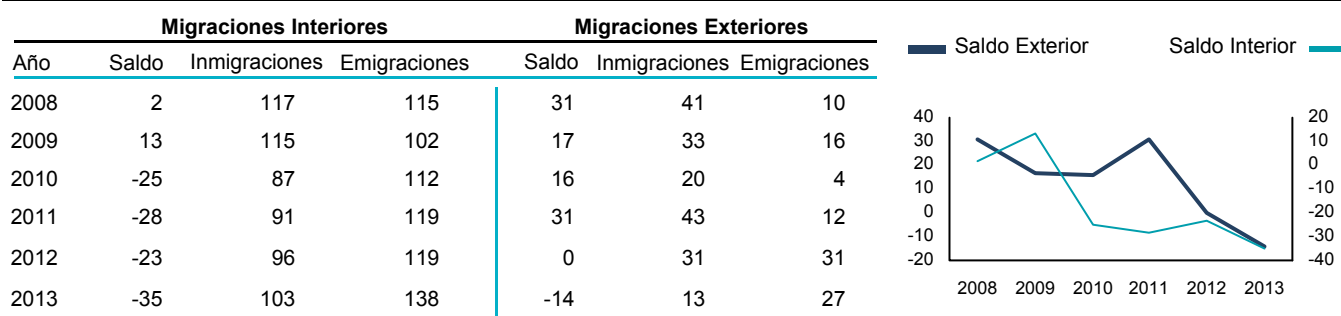 Migraciones Interiores Migraciones Exteriores
Año Saldo Inmigraciones Emigraciones Saldo Inmigraciones Emigraciones
2008 2 117 115 31 41 10
2009 13 115 102 17 33 16
2010 -25 87 112 16 20 4
2011 -28 91 119 31 43 12
2012 -23 96 119 0 31 31
2013 -35 103 138 -14 13 27
Saldo Exterior Saldo Interior
40 20
30 10
20 0
10 -10
0 -20
-10 -30
-20 -40
2008 2009 2010 2011 2012 2013